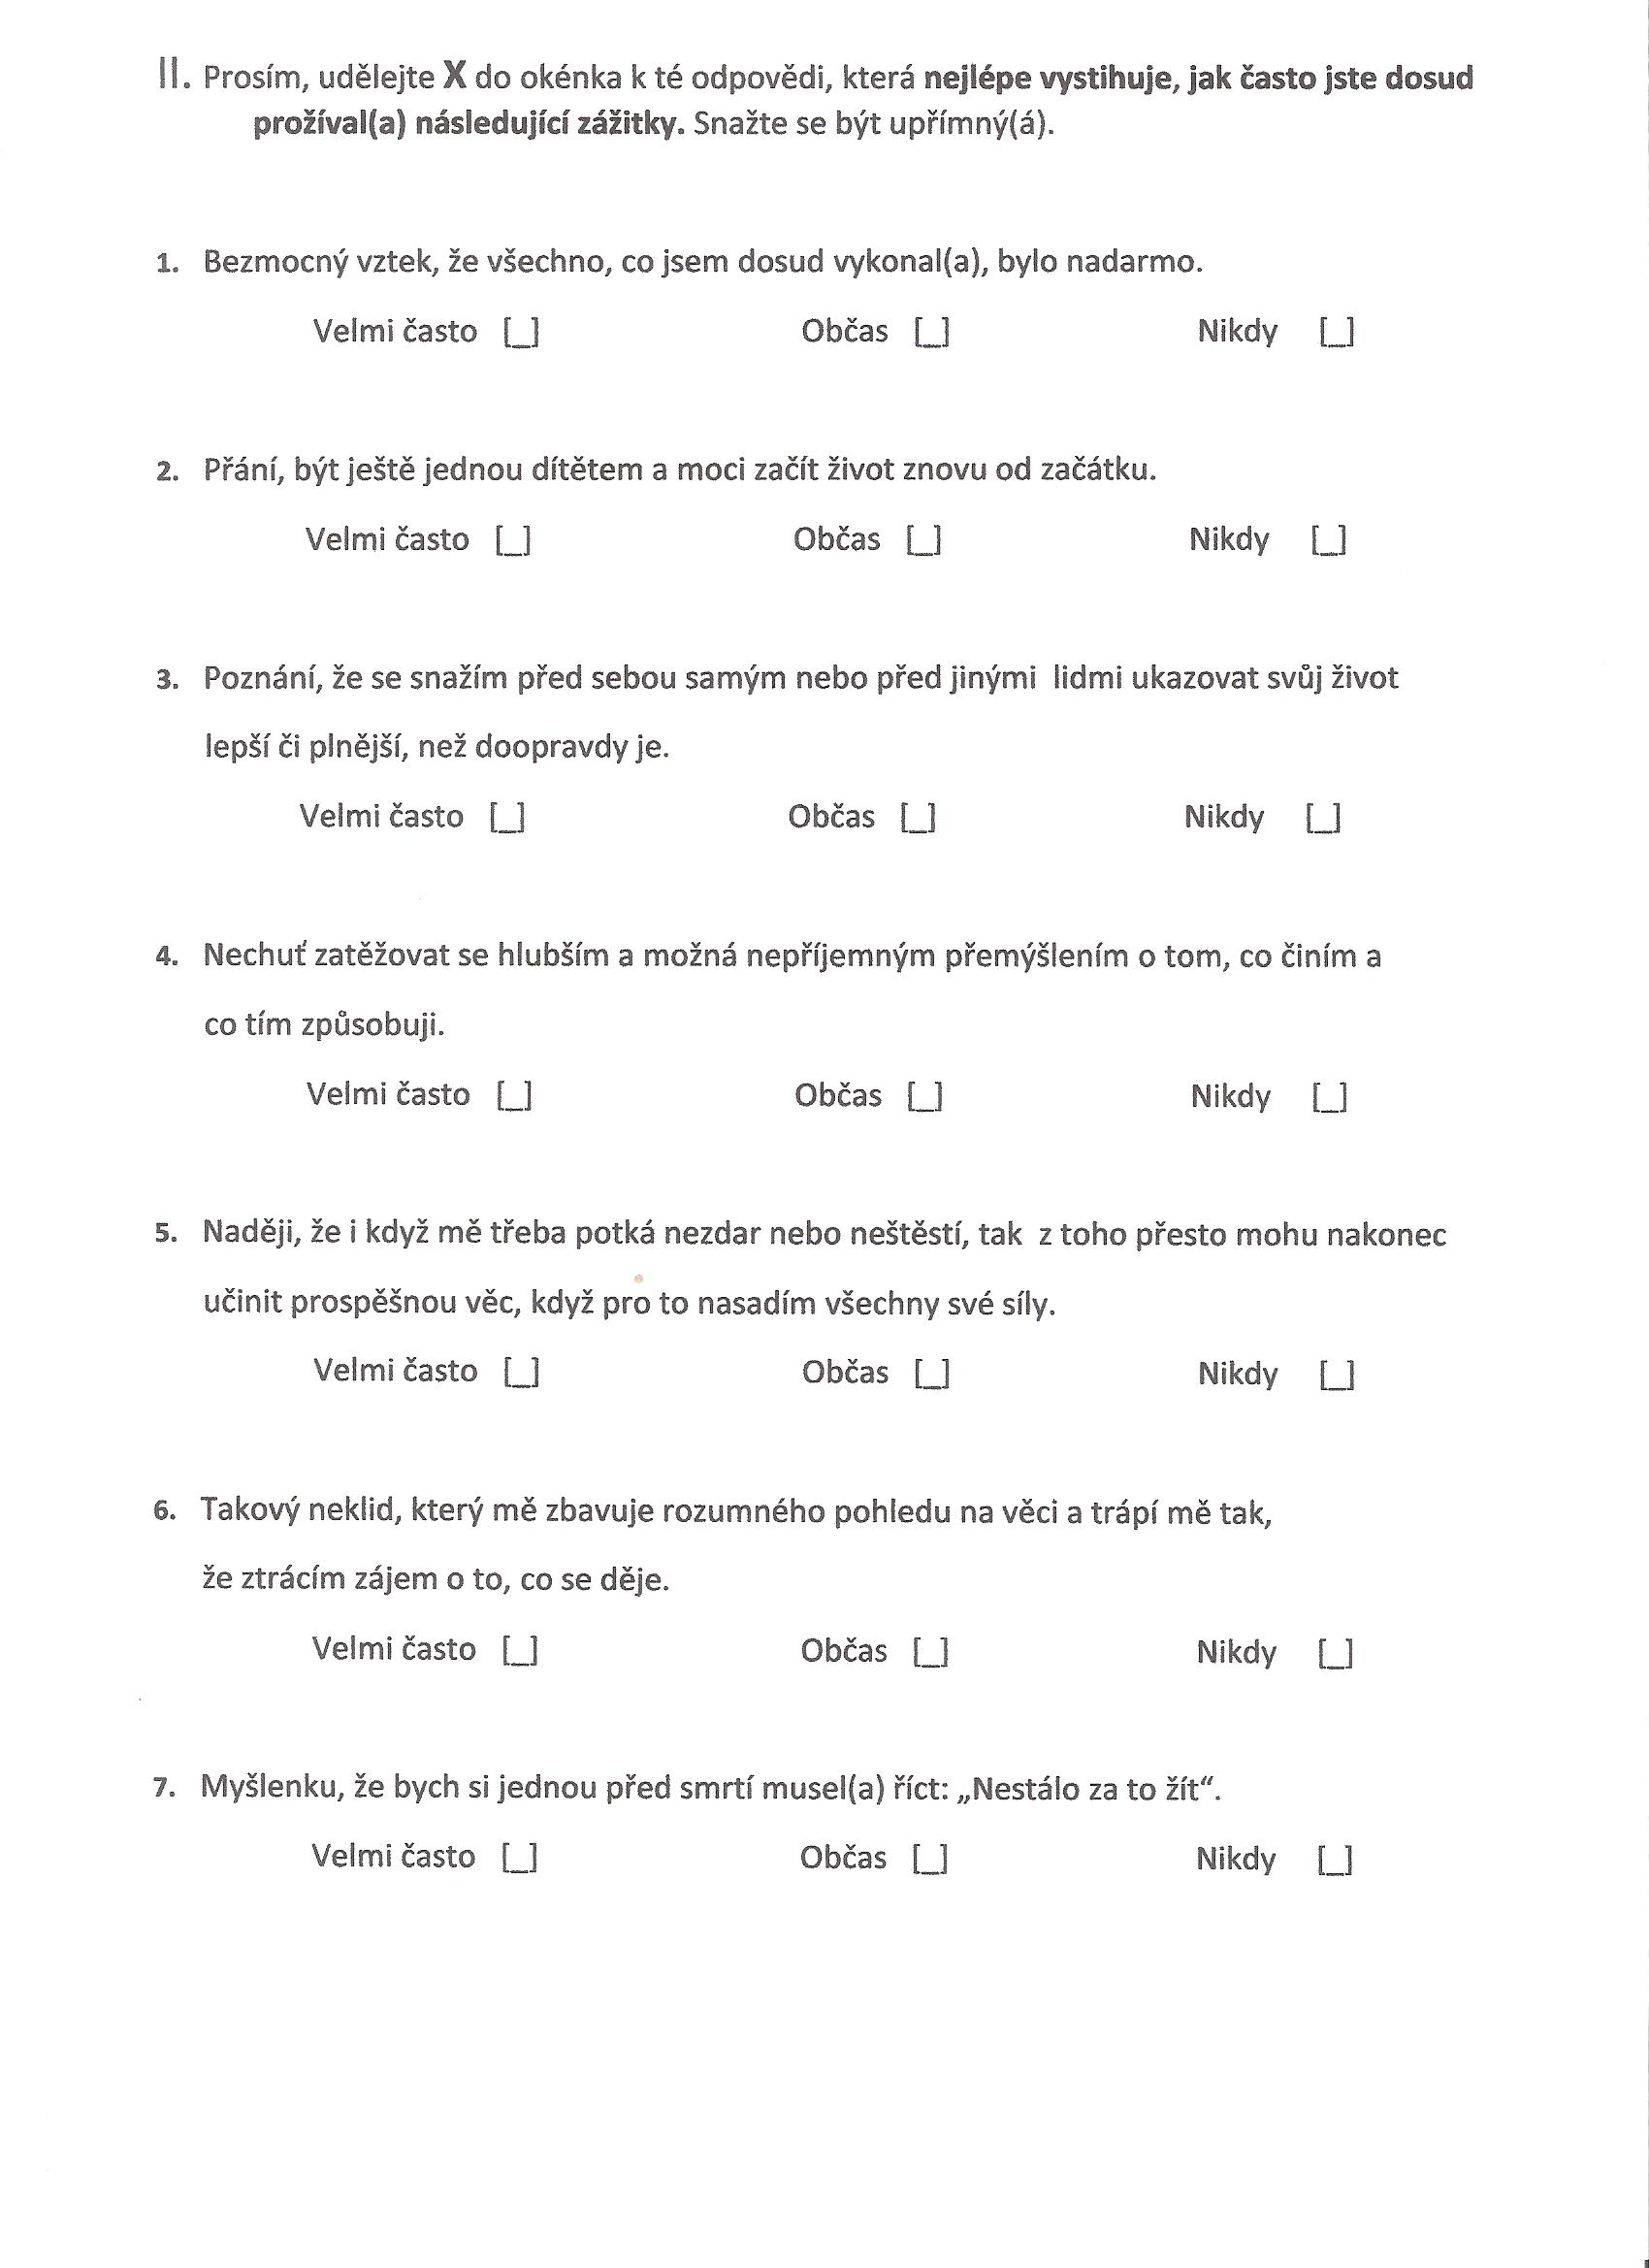 II. Prosím, udělejte X do okénka k té odpovědi, která nejlépe vystihuje, jak často jste dosud
prožíval(a) následující zážitky. Snažte se být upřímný(á).
1. Bezmocný vztek, že všechno, co jsem dosud vykonal(a), bylo nadarmo.
Velmi často [_] Občas [_] Nikdy [_]
2. Přání, být ještě jednou dítětem a moci začít život znovu od začátku.
Velmi často [_] Občas [_] Nikdy [_]
3. Poznání, že se snažím před sebou samým nebo před jinými lidmi ukazovat svůj život
lepší či plnější, než doopravdy je.
Velmi často [_] Občas [_] Nikdy [_]
4. Nechuť zatěžovat se hlubším a možná nepříjemným přemýšlením o tom, co činím a
co tím způsobuji.
Velmi často [_] Občas [_] Nikdy [_]
5. Naději, že i když mě třeba potká nezdar nebo neštěstí, tak z toho přesto mohu nakonec
učinit prospěšnou věc, když pro to nasadím všechny své síly.
Velmi často [_] Občas [_] Nikdy [_]
6. Takový neklid, který mě zbavuje rozumného pohledu na věci a trápí mě tak,
že ztrácím zájem o to, co se děje.
Velmi často [_] Občas [_] Nikdy [_]
7. Myšlenku, že bych si jednou před smrtí musel(a) říct: „Nestálo za to žít“.
Velmi často [_] Občas [_] Nikdy [_]